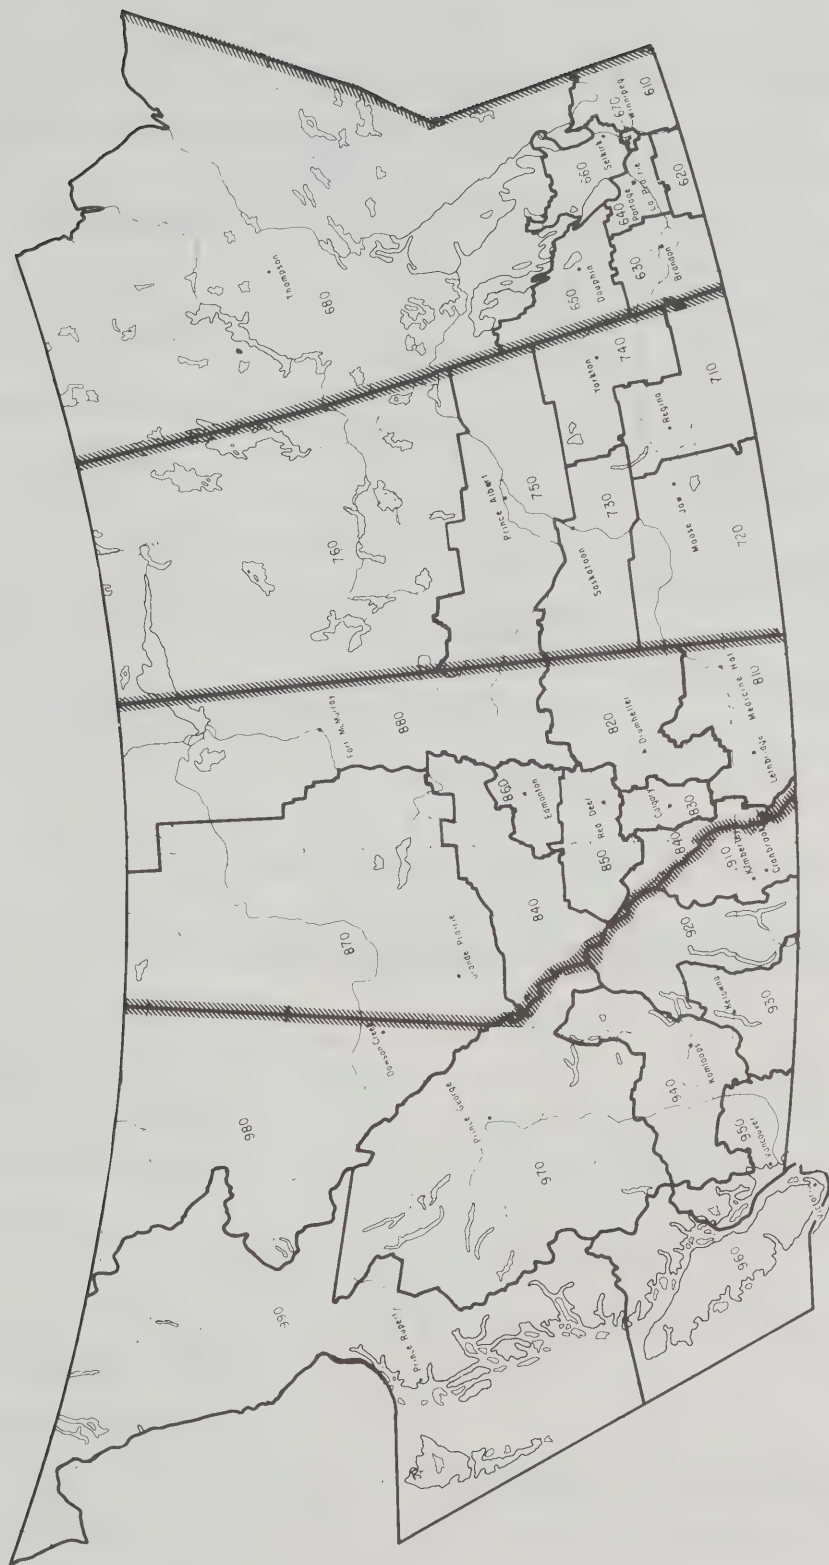 990
980
Prince Rupert
Dawson Creek
Prince George
970
960
Victoria
Vancouver
950
940
Kamloops
Kelowna
930
920
910
Kimberley
Cranbrook
870
Grande Prairie
840
840
850
Red Deer
860
Edmonton
Calgary
830
Fort McMurray
880
820
Drumheller
Lethbridge
Medicine Hat
810
760
Prince Albert
750
Saskatoon
730
Moose Jaw
720
Yorkton
740
Regina
710
Thompson
680
650
Dauphin
630
Brandon
660
Selkirk
640
Portage
La Prairie
620
670
Winnipeg
610